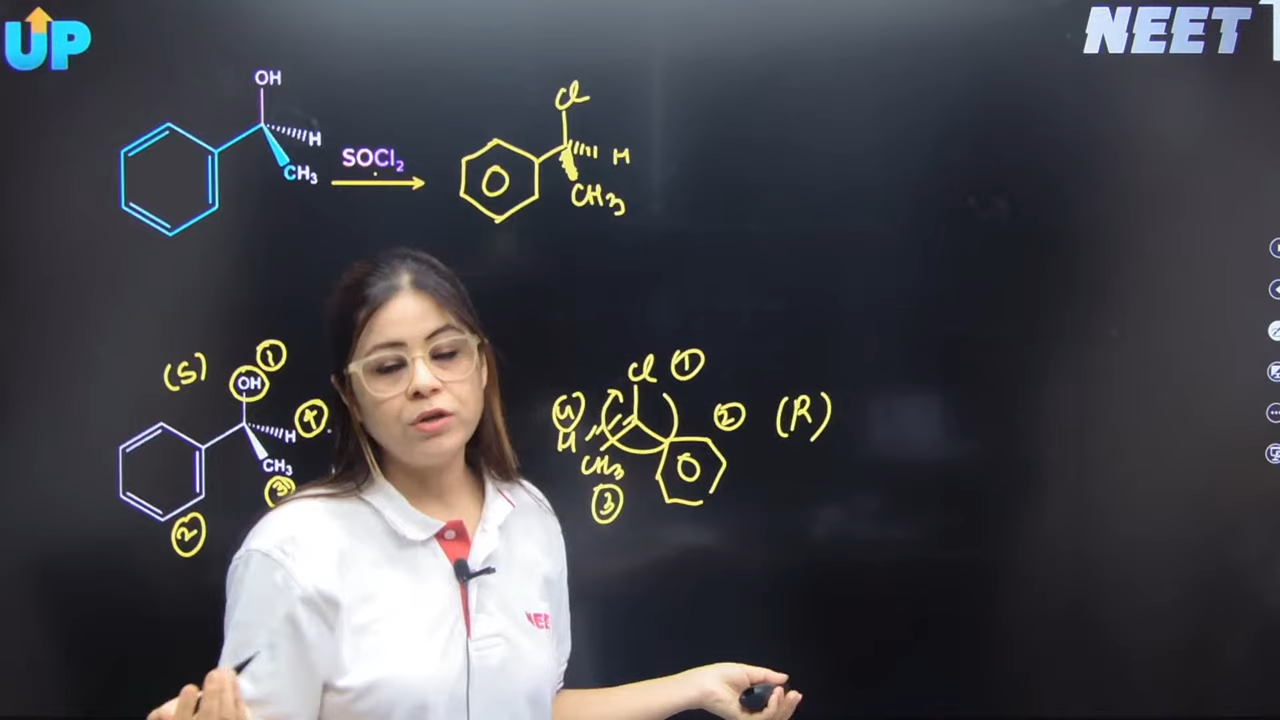 UP
NEET
OH
H
CH₃
SOCl₂
Cl
H
CH3
(S)
OH
①
H
④
CH₃
③
②
Cl
①
④
H
CH3
③
②
(R)
NEE